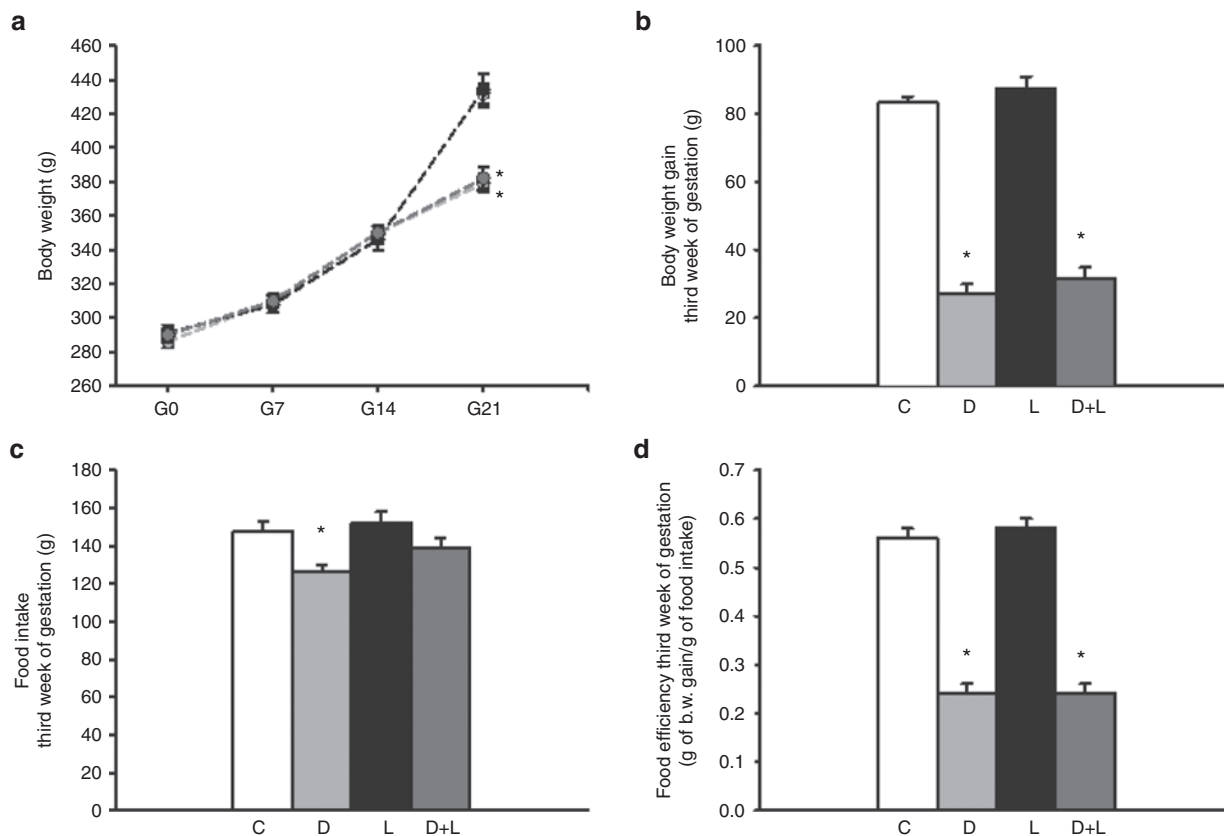 a
460
440
420
400
380
360
340
320
300
290
280
260
Body weight (g)
G0
G7
G14
G21
*
*
b
100
80
60
40
20
0
Body weight gain
third week of gestation (g)
*
*
C
D
L
D+L
c
180
160
140
120
100
80
60
40
20
0
Food intake
third week of gestation (g)
*
C
D
L
D+L
d
0.7
0.6
0.5
0.4
0.3
0.2
0.1
0.0
Food efficiency third week of gestation
(g of b.w. gain/g of food intake)
*
*
C
D
L
D+L